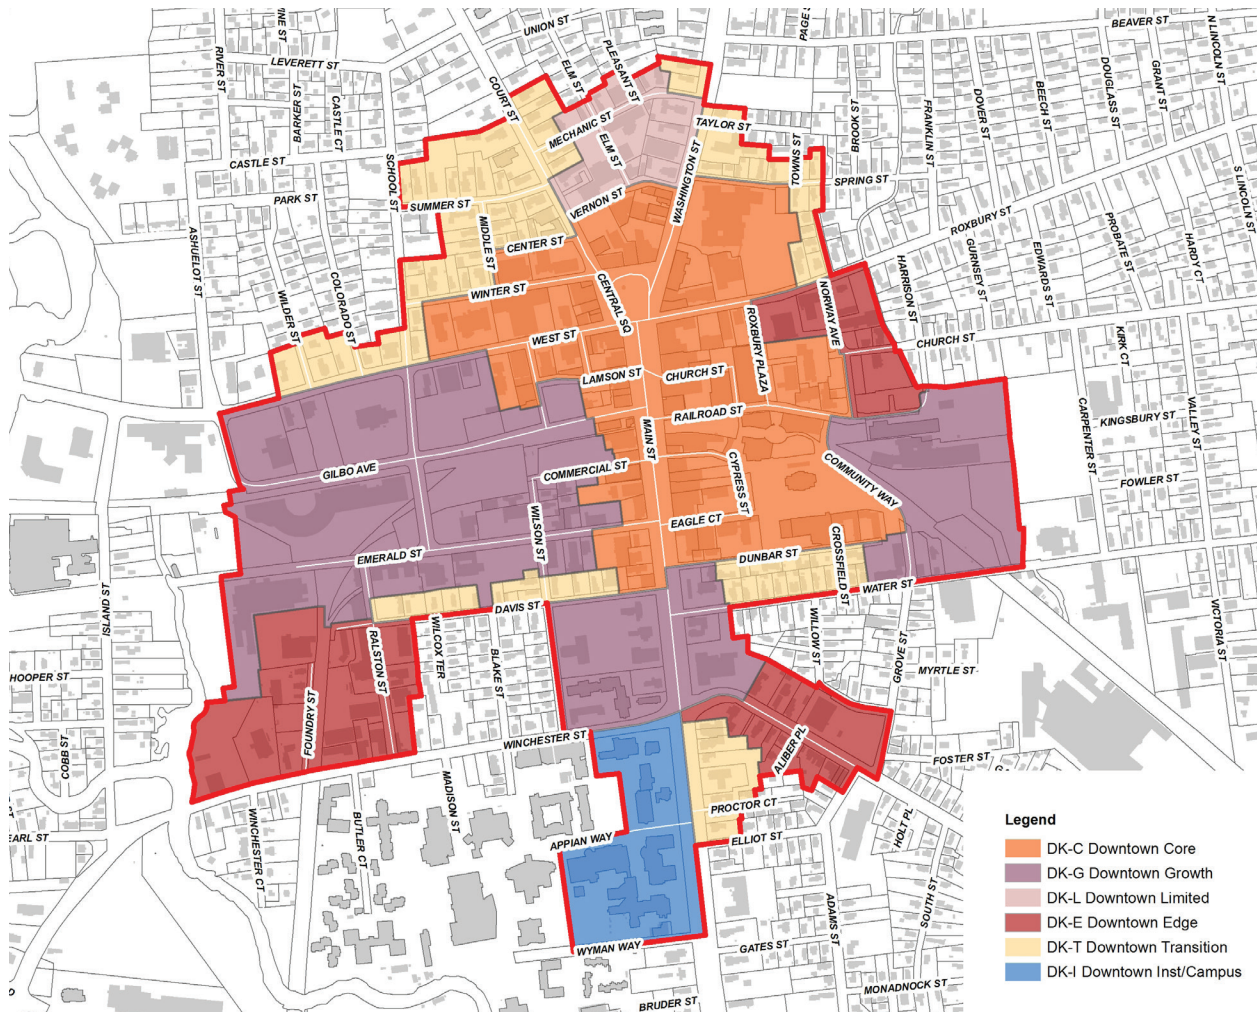 UNION ST
PAGE S
BEAVER ST
N LINCOLN ST
PINE ST
RIVER ST
LEVERETT ST
ELM ST
PLEASANT ST
COURT ST
BARKER ST
CASTLE CT
MECHANIC ST
ELM ST
TAYLOR ST
TOWNS ST
BROOK ST
FRANKLIN ST
DOVER ST
BEECH ST
DOUGLASS ST
GRANT ST
CASTLE ST
SCHOOL ST
PARK ST
SUMMER ST
VERNON ST
WASHINGTON ST
SPRING ST
S LINCOLN ST
ROXBURY ST
MIDDLE ST
CENTER ST
ASHUELOT ST
COLORADO ST
WILDER ST
WINTER ST
CENTRAL SQ
HARRISON ST
GURNSEY ST
EDWARDS ST
PROBATE ST
HARDY CT
NORWAY AVE
ROXBURY PLAZA
WEST ST
CHURCH ST
KIRK CT
LAMSON ST
CHURCH ST
RAILROAD ST
MAIN ST
CARPENTER ST
KINGSBURY ST
VALLEY ST
GILBO AVE
COMMERCIAL ST
CYPRESS ST
COMMUNITY WAY
FOWLER ST
WILSON ST
EAGLE CT
CROSSFIELD ST
EMERALD ST
DUNBAR ST
WATER ST
ISLAND ST
DAVIS ST
WILLOW ST
VICTORIA ST
RALSTON ST
WILCOX TER
BLAKE ST
GROVE ST
MYRTLE ST
HOOPER ST
FOUNDRY ST
COBB ST
WINCHESTER ST
ALIBER PL
FOSTER ST
MADISON ST
PROCTOR CT
EARL ST
WINCHESTER CT
BUTLER CT
APPIAN WAY
ELLIOT ST
HOLT PL
SOUTH ST
ADAMS ST
WYMAN WAY
GATES ST
MONADNOCK ST
BRUDER ST
Legend
DK-C Downtown Core
DK-G Downtown Growth
DK-L Downtown Limited
DK-E Downtown Edge
DK-T Downtown Transition
DK-I Downtown Inst/Campus